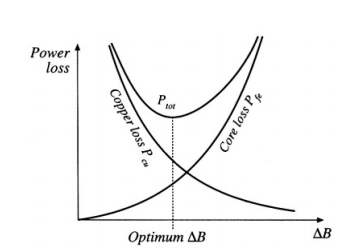 Power
loss
P_tot
Copper loss P_cu
Core loss P_fe
ΔB
Optimum ΔB